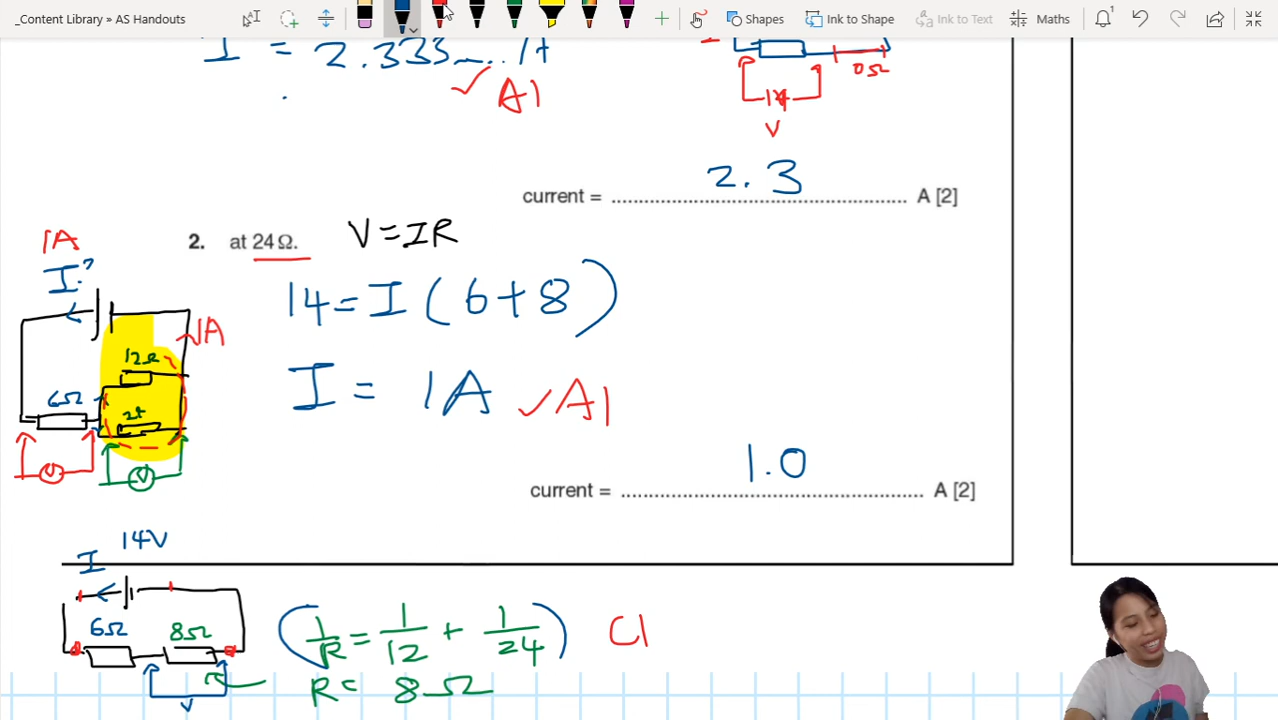 _Content Library > AS Handouts
Shapes
Ink to Shape
Ink to Text
Maths
I = 2.333.... A
✓ A1
0Ω
14
V
2.3
current = .......... A [2]
1A
I?
2. at 24 Ω. V=IR
14=I(6+8)
√A
12Ω
6Ω
24
V
V
I = 1A ✓A1
1.0
current = .......... A [2]
14V
I
6Ω 8Ω
V
(1/R = 1/12 + 1/24) C1
R= 8Ω